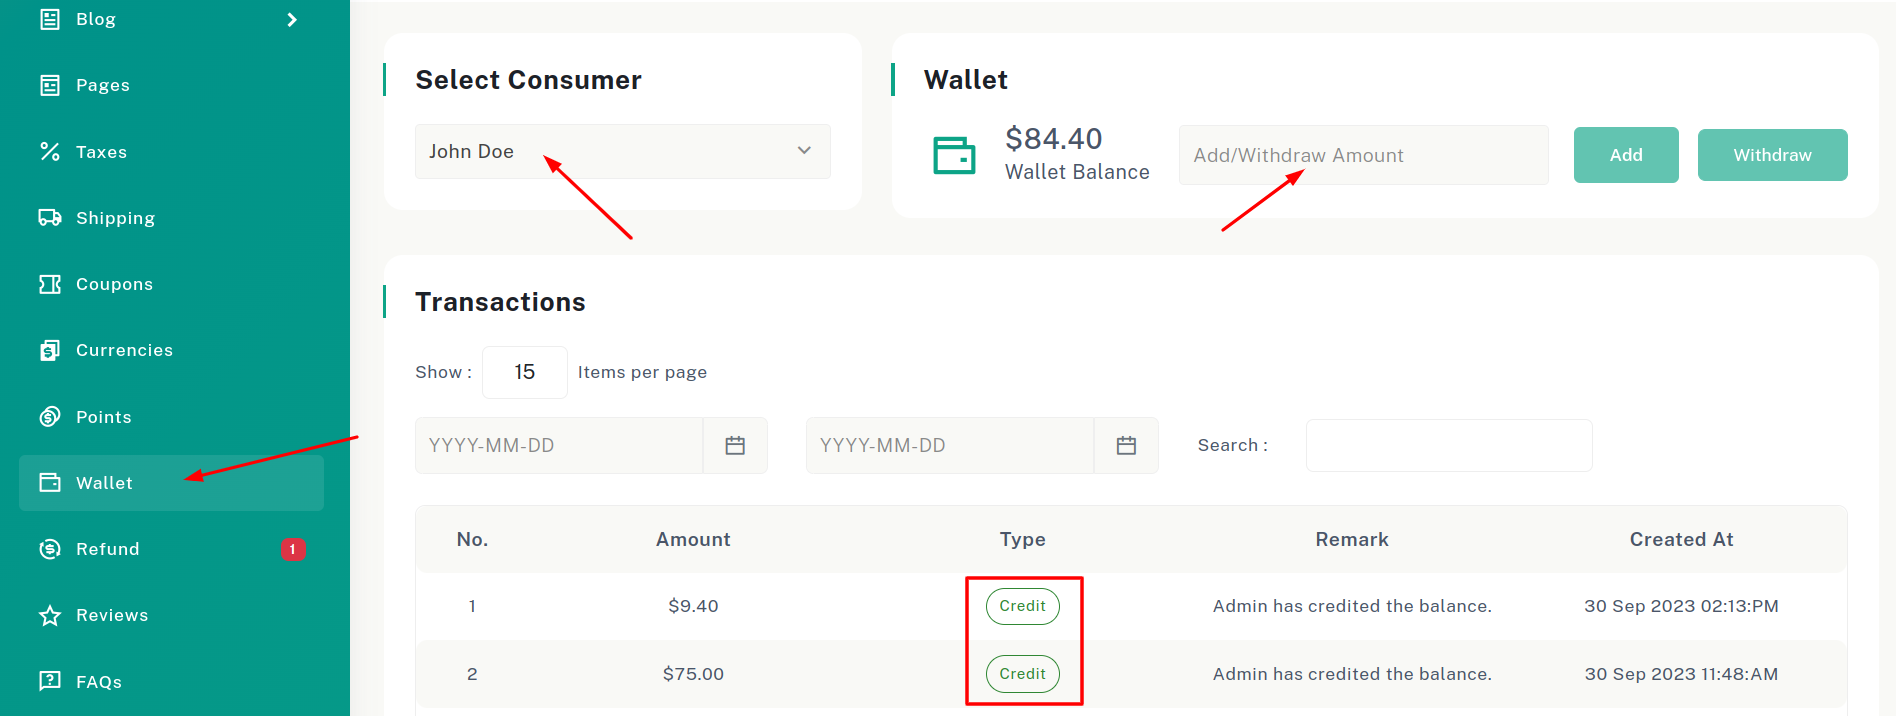 Blog
Pages
Taxes
Shipping
Coupons
Currencies
Points
Wallet
Refund 1
Reviews
FAQs
Select Consumer
John Doe
Wallet
$84.40
Wallet Balance
Add/Withdraw Amount
Add
Withdraw
Transactions
Show : 15 Items per page
YYYY-MM-DD YYYY-MM-DD Search :
No. Amount Type Remark Created At
1 $9.40 Credit Admin has credited the balance. 30 Sep 2023 02:13:PM
2 $75.00 Credit Admin has credited the balance. 30 Sep 2023 11:48:AM